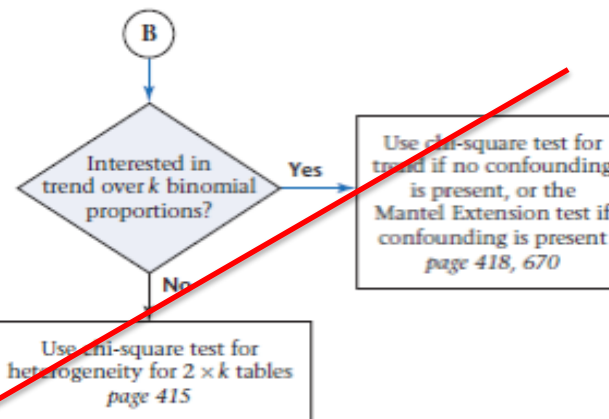 B
Interested in
trend over k binomial
proportions?
Yes
Use chi-square test for
trend if no confounding
is present, or the
Mantel Extension test if
confounding is present
page 418, 670
No
Use chi-square test for
heterogeneity for 2 × k tables
page 415